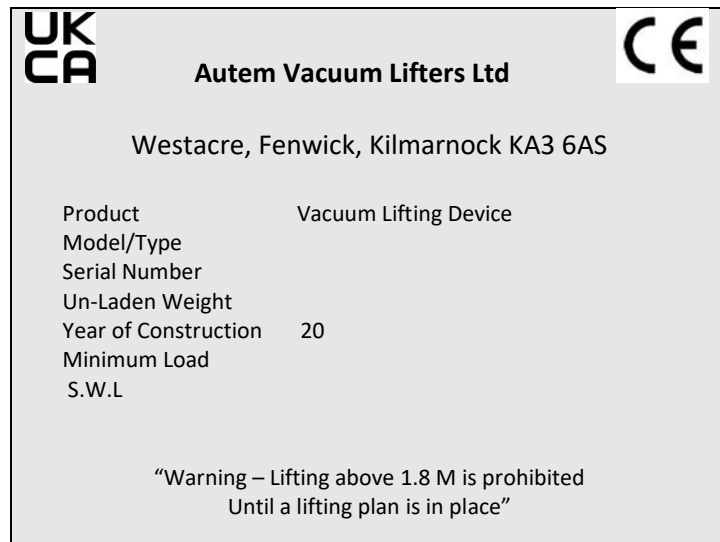 UK
CA
CE
Autem Vacuum Lifters Ltd
Westacre, Fenwick, Kilmarnock KA3 6AS
Product Vacuum Lifting Device
Model/Type
Serial Number
Un-Laden Weight
Year of Construction 20
Minimum Load
S.W.L
“Warning – Lifting above 1.8 M is prohibited
Until a lifting plan is in place”